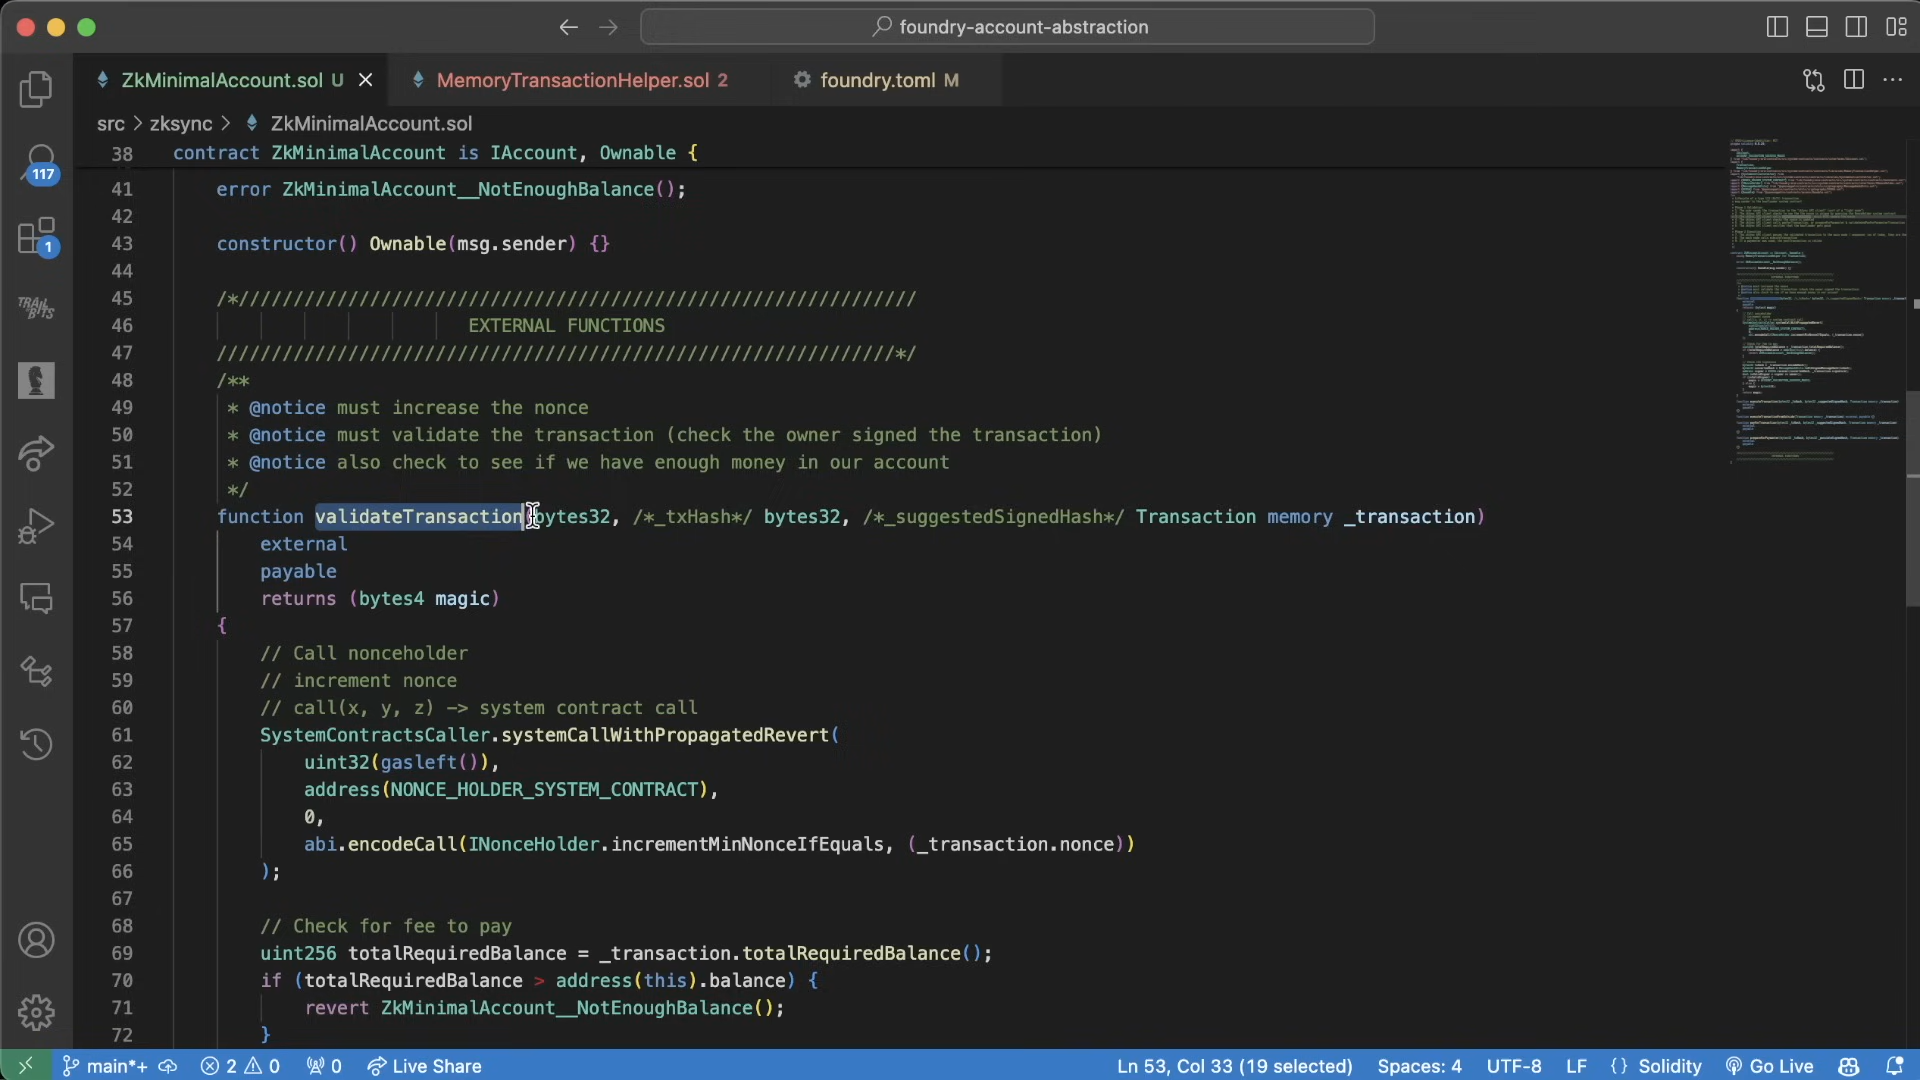 foundry-account-abstraction
ZkMinimalAccount.sol U
MemoryTransactionHelper.sol 2
foundry.toml M
src > zksync > ZkMinimalAccount.sol
38 contract ZkMinimalAccount is IAccount, Ownable {
41 error ZkMinimalAccount__NotEnoughBalance();
42
43 constructor() Ownable(msg.sender) {}
44
45 /*//////////////////////////////////////////////////////////////
46 EXTERNAL FUNCTIONS
47 //////////////////////////////////////////////////////////////*/
48 /**
49 * @notice must increase the nonce
50 * @notice must validate the transaction (check the owner signed the transaction)
51 * @notice also check to see if we have enough money in our account
52 */
53 function validateTransaction(bytes32, /*_txHash*/ bytes32, /*_suggestedSignedHash*/ Transaction memory _transaction)
54 external
55 payable
56 returns (bytes4 magic)
57 {
58 // Call nonceholder
59 // increment nonce
60 // call(x, y, z) -> system contract call
61 SystemContractsCaller.systemCallWithPropagatedRevert(
62 uint32(gasleft()),
63 address(NONCE_HOLDER_SYSTEM_CONTRACT),
64 0,
65 abi.encodeCall(INonceHolder.incrementMinNonceIfEquals, (_transaction.nonce))
66 );
67
68 // Check for fee to pay
69 uint256 totalRequiredBalance = _transaction.totalRequiredBalance();
70 if (totalRequiredBalance > address(this).balance) {
71 revert ZkMinimalAccount__NotEnoughBalance();
72 }
117
1
TRAIL OF BITS
main*+ 2 0 0 Live Share
Ln 53, Col 33 (19 selected) Spaces: 4 UTF-8 LF {} Solidity Go Live